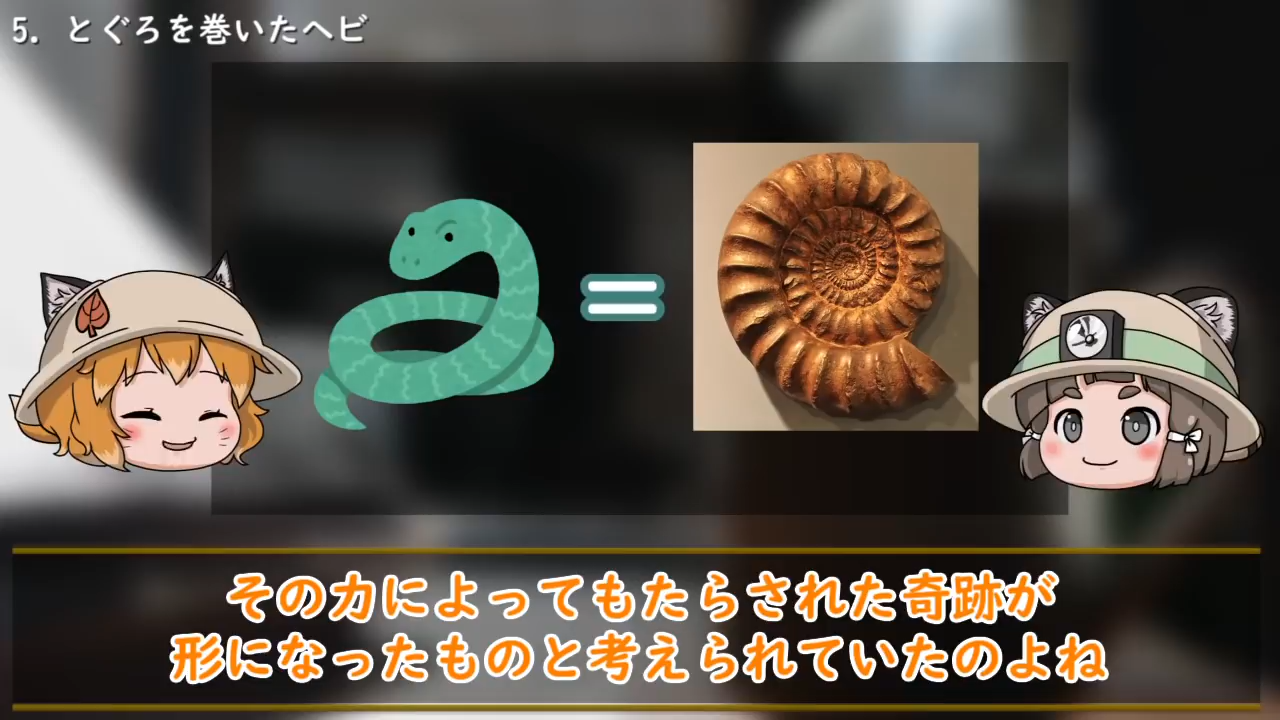 5. とぐろを巻いたヘビ
その力によってもたらされた奇跡が
形になったものと考えられていたのよね